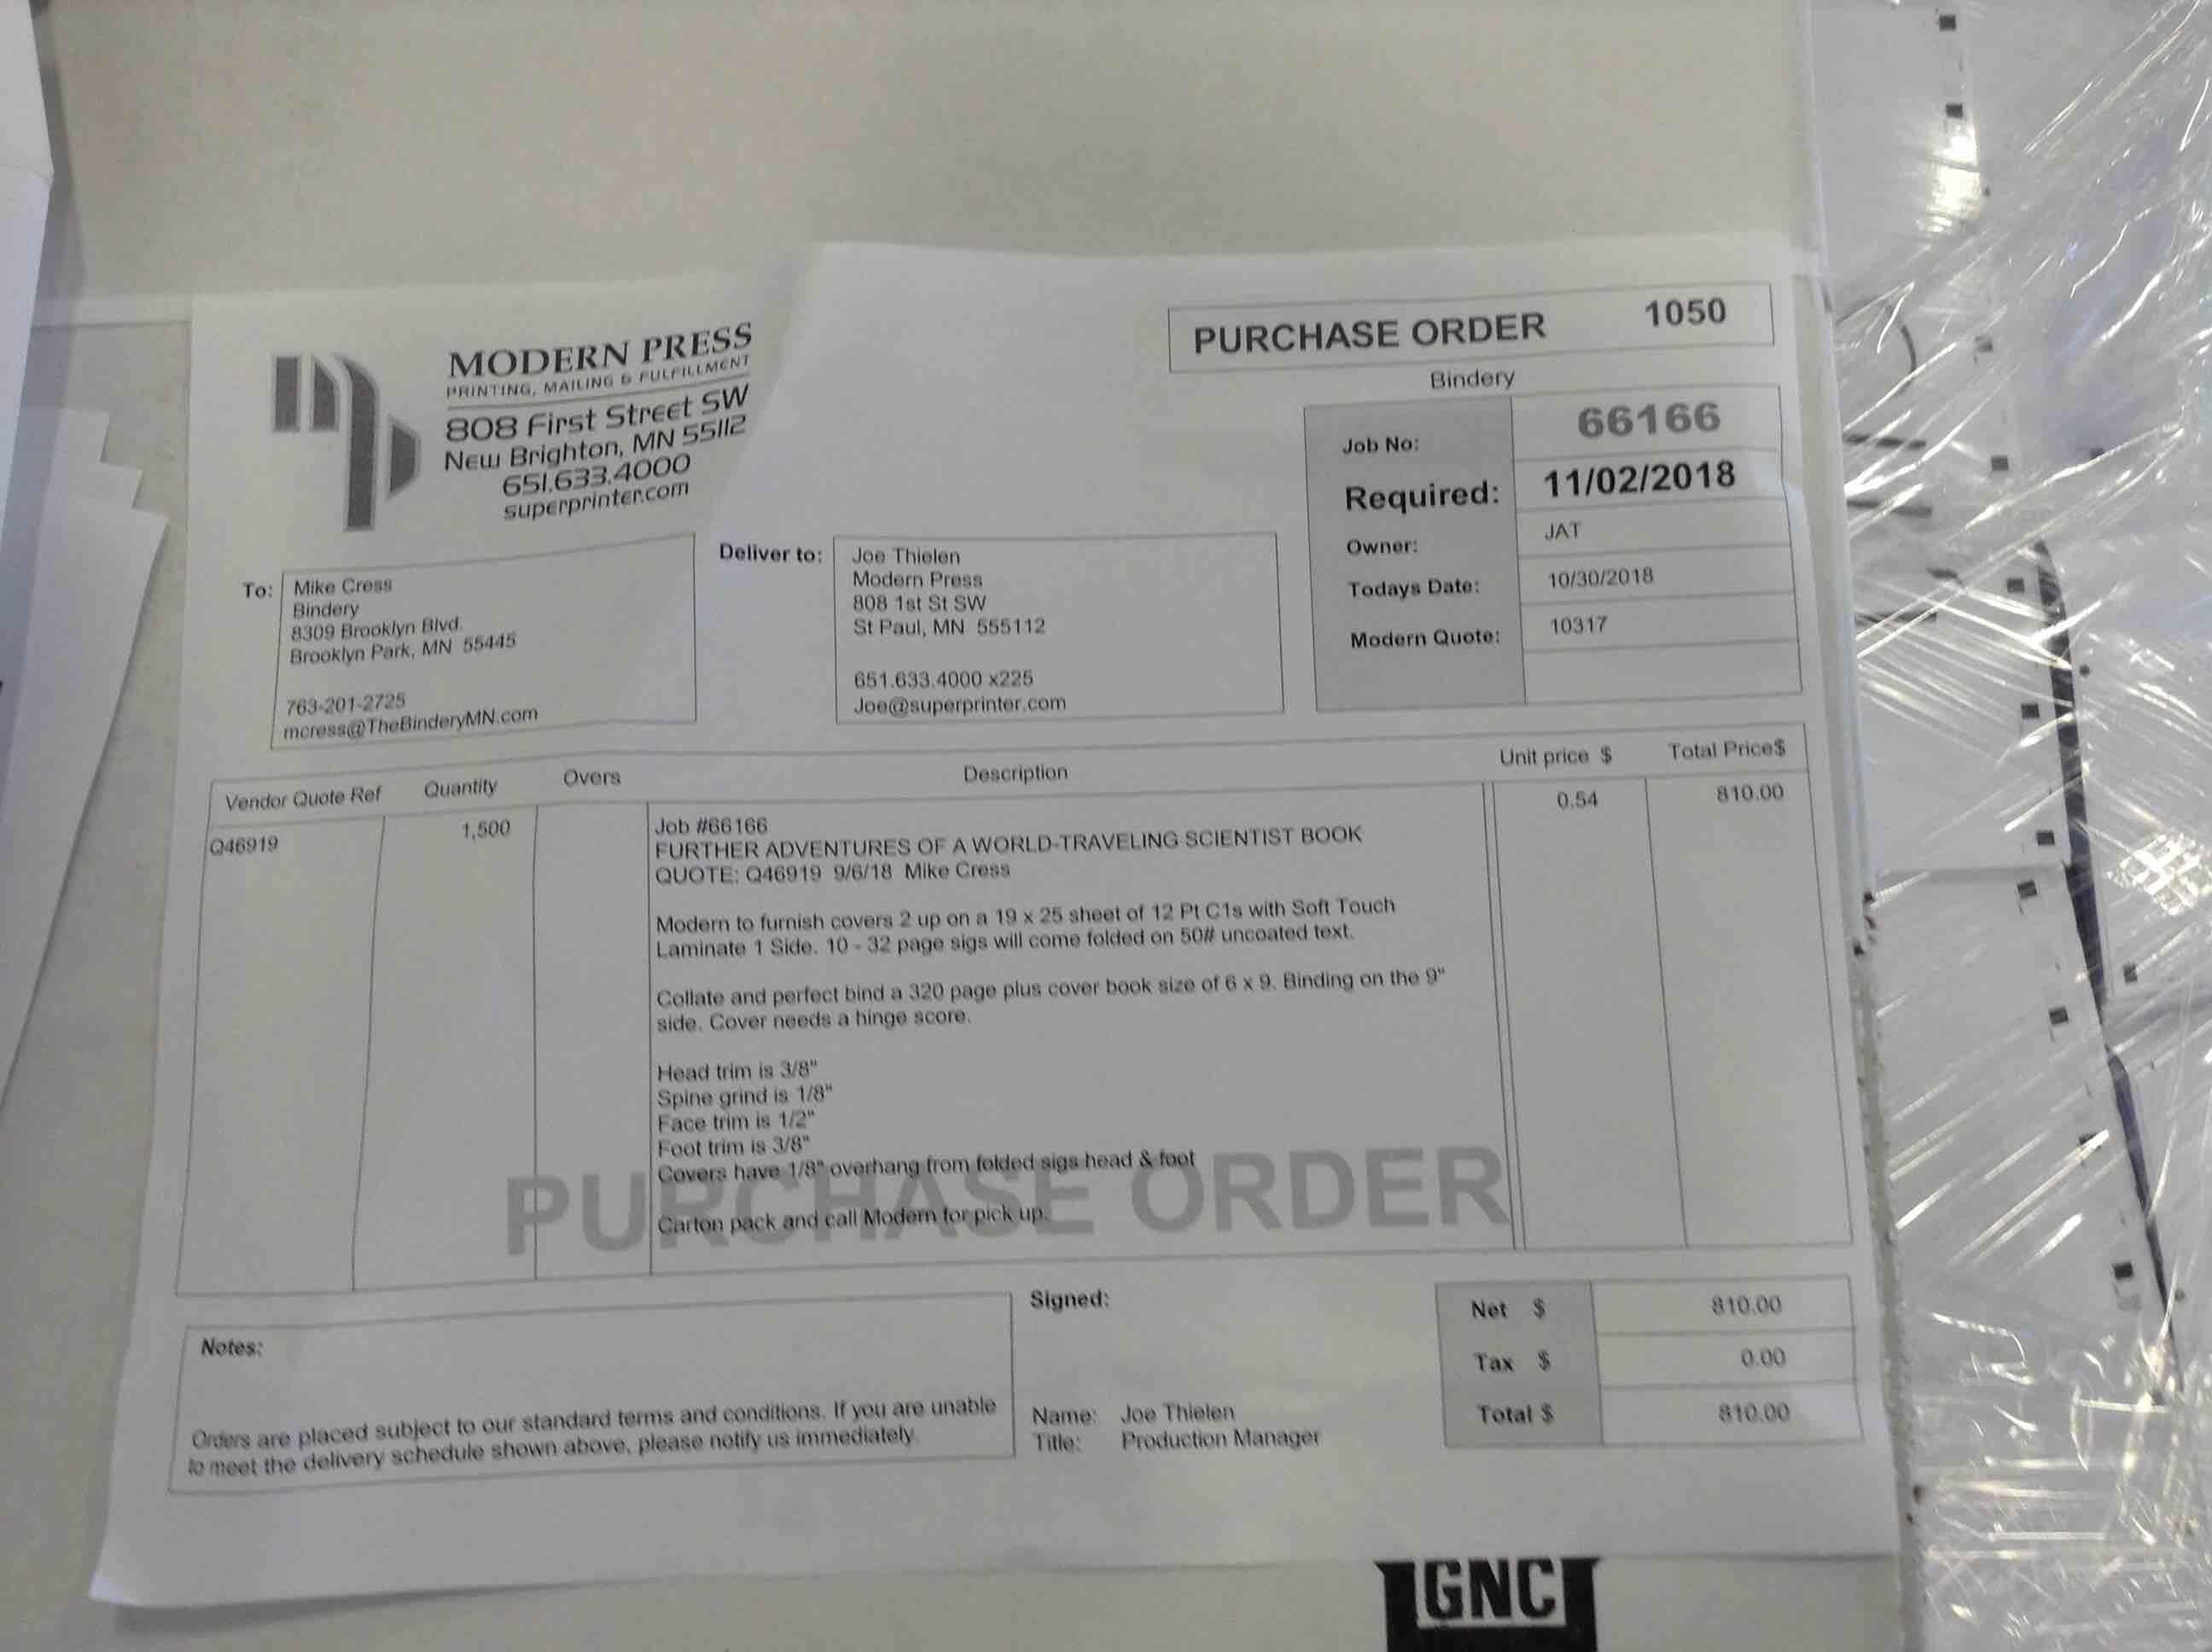 MODERN PRESS
PRINTING, MAILING & FULFILLMENT
808 First Street SW
New Brighton, MN 55112
651.633.4000
superprinter.com
PURCHASE ORDER 1050
Bindery
Job No: 66166
Required: 11/02/2018
Owner: JAT
Todays Date: 10/30/2018
Modern Quote: 10317
To: Mike Cress
Bindery
8309 Brooklyn Blvd.
Brooklyn Park, MN 55445
763-201-2725
mcress@TheBinderyMN.com
Deliver to: Joe Thielen
Modern Press
808 1st St SW
St Paul, MN 555112
651.633.4000 x225
Joe@superprinter.com
Vendor Quote Ref Quantity Overs Description Unit price $ Total Price$
Q46919 1,500 Job #66166 0.54 810.00
FURTHER ADVENTURES OF A WORLD-TRAVELING SCIENTIST BOOK
QUOTE: Q46919 9/6/18 Mike Cress
Modern to furnish covers 2 up on a 19 x 25 sheet of 12 Pt C1s with Soft Touch
Laminate 1 Side. 10 - 32 page sigs will come folded on 50# uncoated text.
Collate and perfect bind a 320 page plus cover book size of 6 x 9. Binding on the 9"
side. Cover needs a hinge score.
Head trim is 3/8"
Spine grind is 1/8"
Face trim is 1/2"
Foot trim is 3/8"
Covers have 1/8" overhang from folded sigs head & foot
Carton pack and call Modern for pick up.
PURCHASE ORDER
Notes:
Orders are placed subject to our standard terms and conditions. If you are unable
to meet the delivery schedule shown above, please notify us immediately.
Signed:
Name: Joe Thielen
Title: Production Manager
Net $ 810.00
Tax $ 0.00
Total $ 810.00
GNC